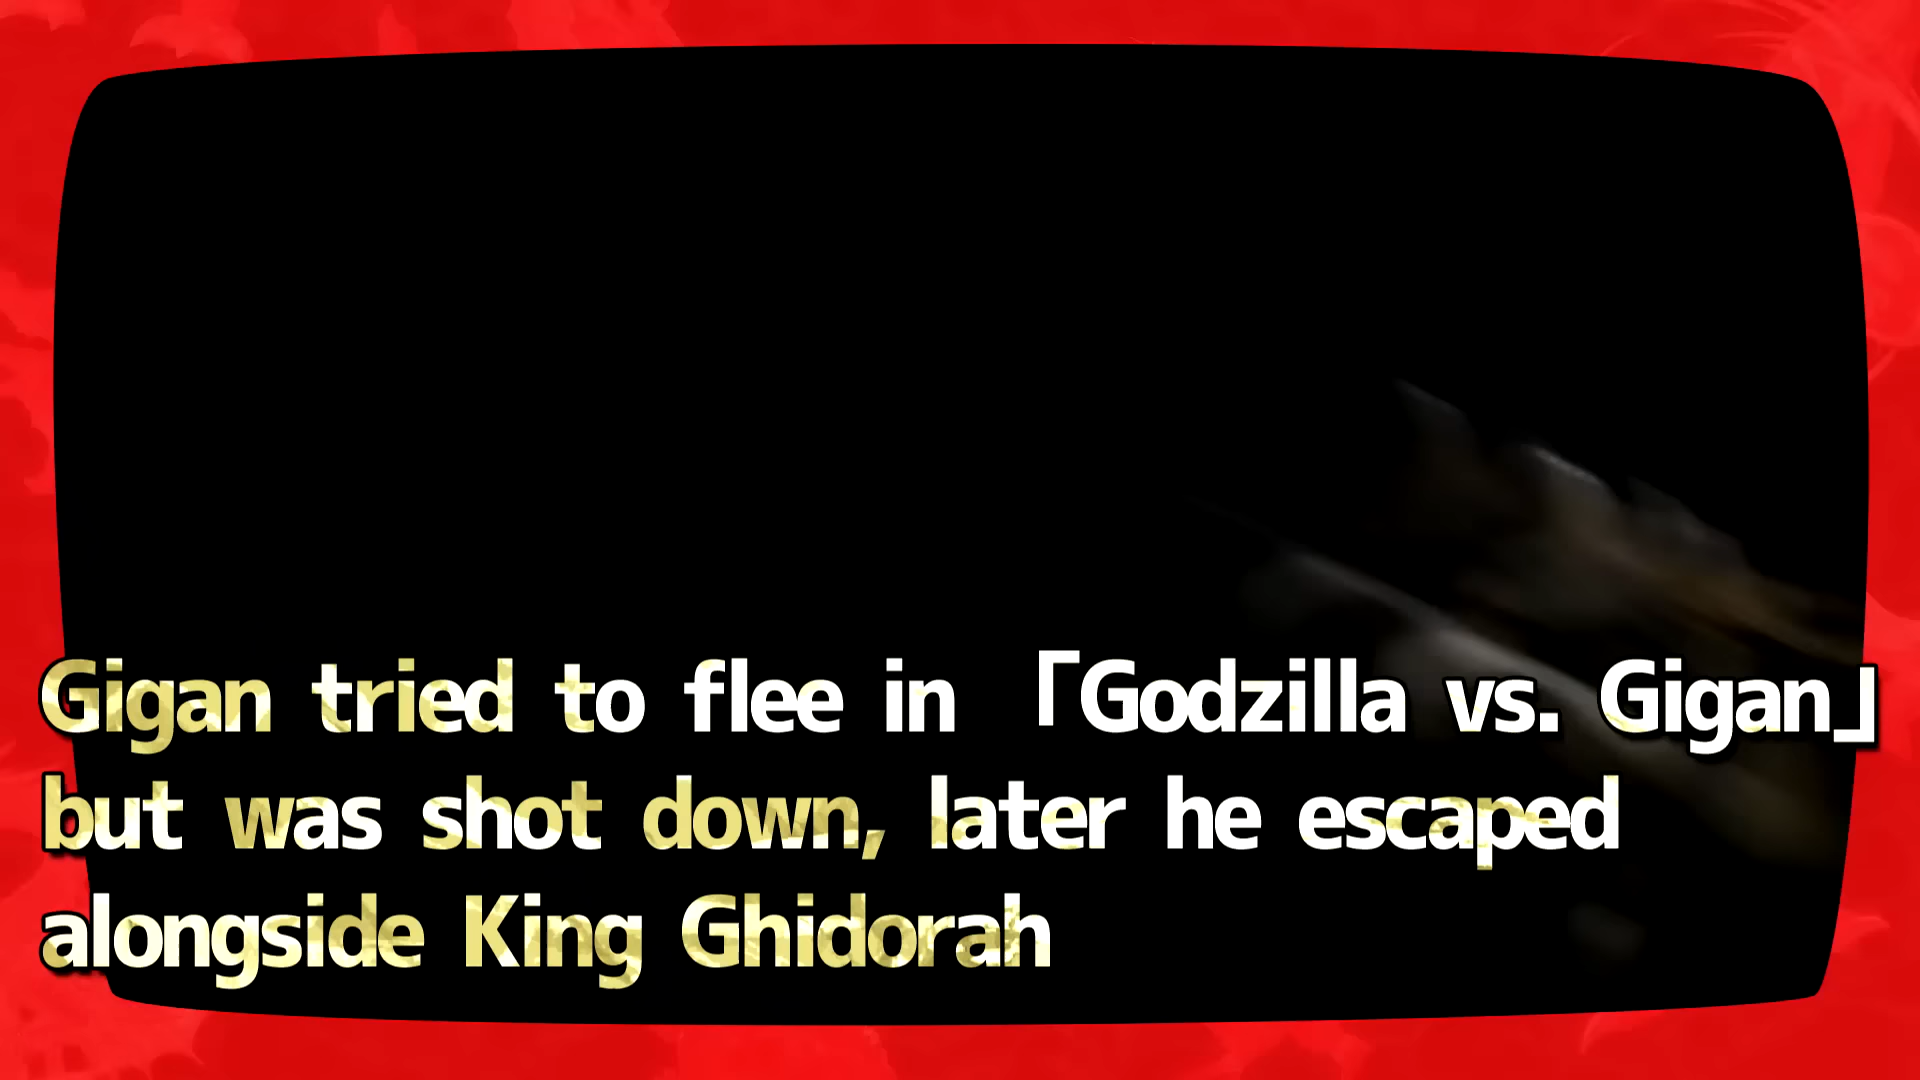 Gigan tried to flee in 「Godzilla vs. Gigan」
but was shot down, later he escaped
alongside King Ghidorah